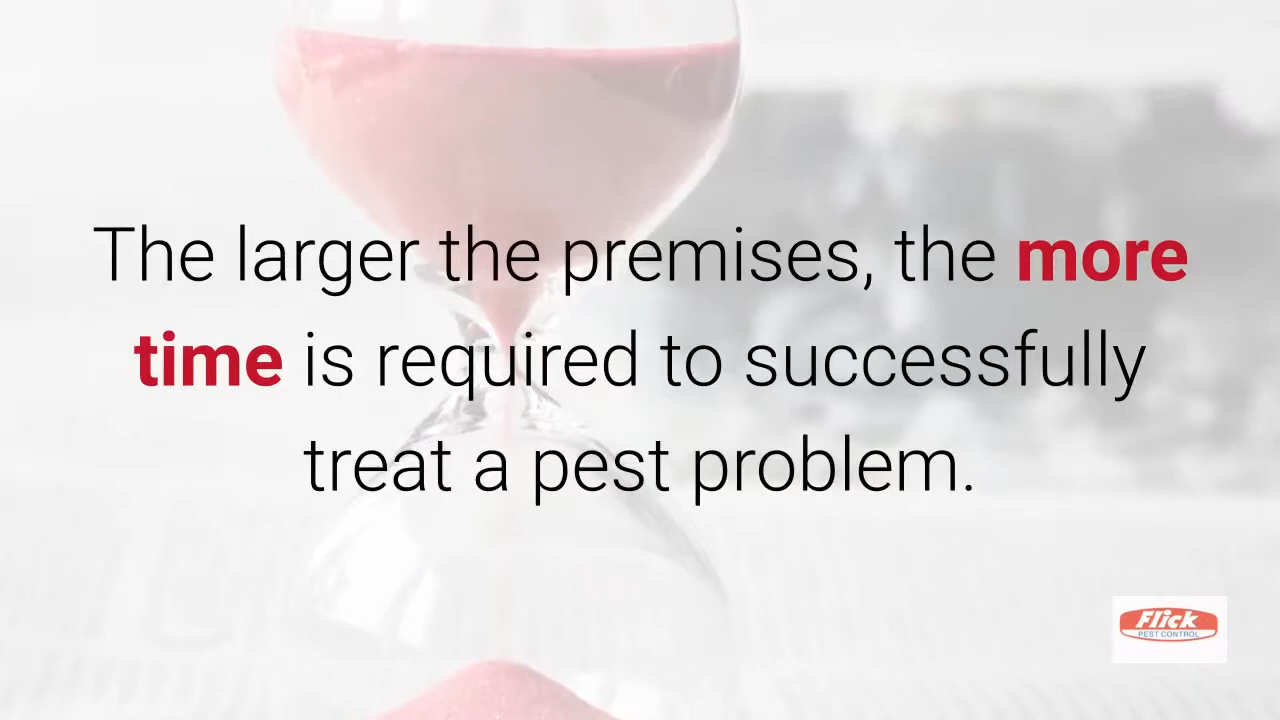 The larger the premises, the more
time is required to successfully
treat a pest problem.
Flick
PEST CONTROL